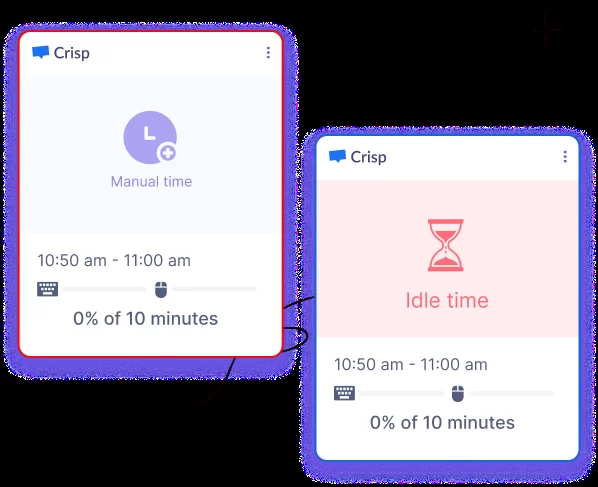 Crisp
Manual time
10:50 am - 11:00 am
0% of 10 minutes
Crisp
Idle time
10:50 am - 11:00 am
0% of 10 minutes